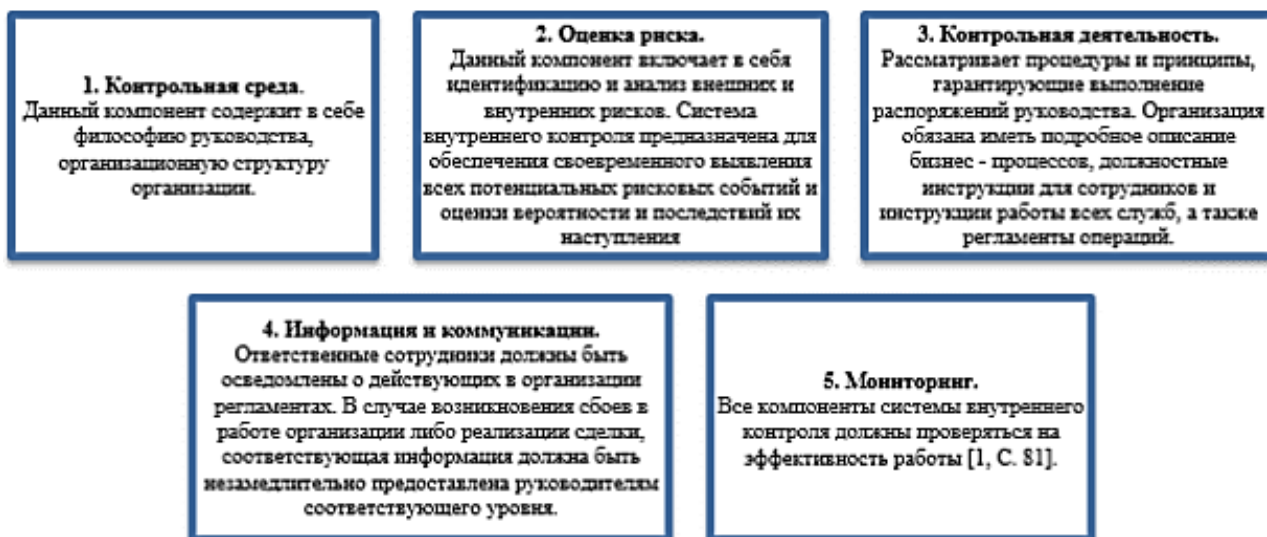 1. Контрольная среда.
Данный компонент содержит в себе
философию руководства,
организационную структуру
организации.
2. Оценка риска.
Данный компонент включает в себя
идентификацию и анализ внешних и
внутренних рисков. Система
внутреннего контроля предназначена для
обеспечения своевременного выявления
всех потенциальных рисковых событий и
оценки вероятности и последствий их
наступления
3. Контрольная деятельность.
Рассматривает процедуры и принципы,
гарантирующие выполнение
распоряжений руководства. Организация
обязана иметь подробное описание
бизнес - процессов, должностные
инструкции для сотрудников и
инструкции работы всех служб, а также
регламенты операций.
4. Информация и коммуникации.
Ответственные сотрудники должны быть
осведомлены о действующих в организации
регламентах. В случае возникновения сбоев в
работе организации либо реализации сделки,
соответствующая информация должна быть
незамедлительно предоставлена руководителям
соответствующего уровня.
5. Мониторинг.
Все компоненты системы внутреннего
контроля должны проверяться на
эффективность работы [1, С. 81].